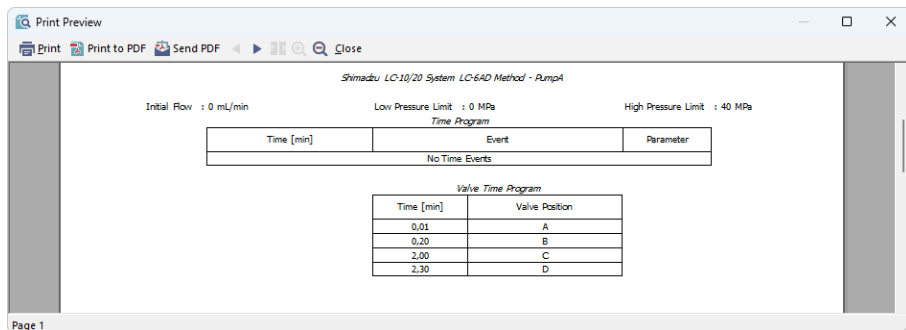 Print Preview
Print Print to PDF Send PDF Close
Shimadzu LC-10/20 System LC-6AD Method - PumpA
Initial Flow : 0 mL/min Low Pressure Limit : 0 MPa High Pressure Limit : 40 MPa
Time Program
Time [min] Event Parameter
No Time Events
Valve Time Program
Time [min] Valve Position
0,01 A
0,20 B
2,00 C
2,30 D
Page 1